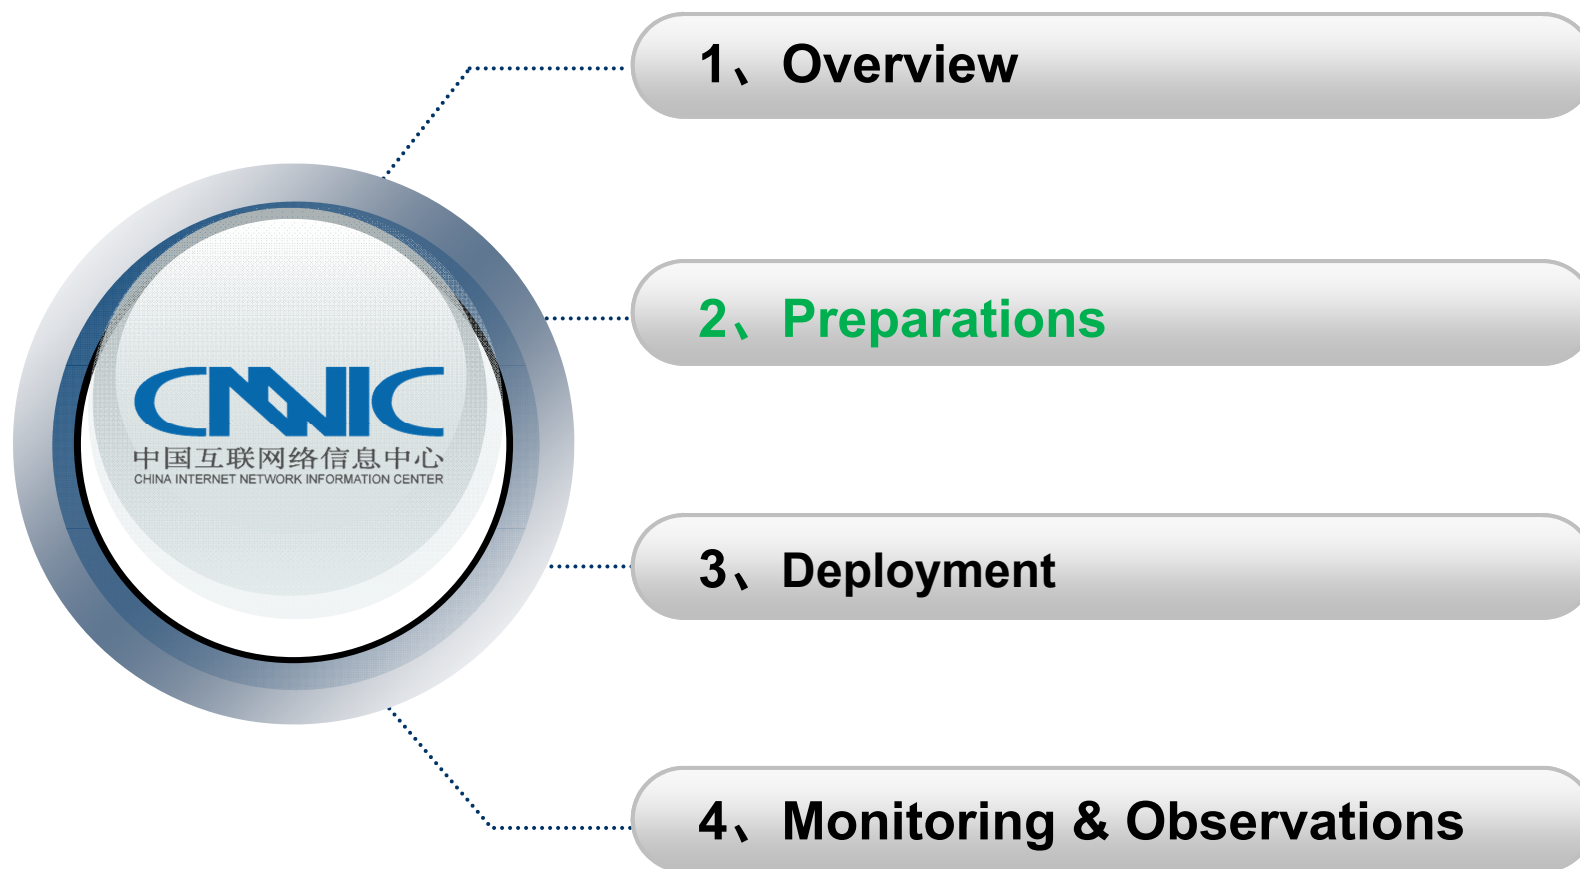 1、Overview
2、Preparations
CNNIC
中国互联网络信息中心
CHINA INTERNET NETWORK INFORMATION CENTER
3、Deployment
4、Monitoring & Observations